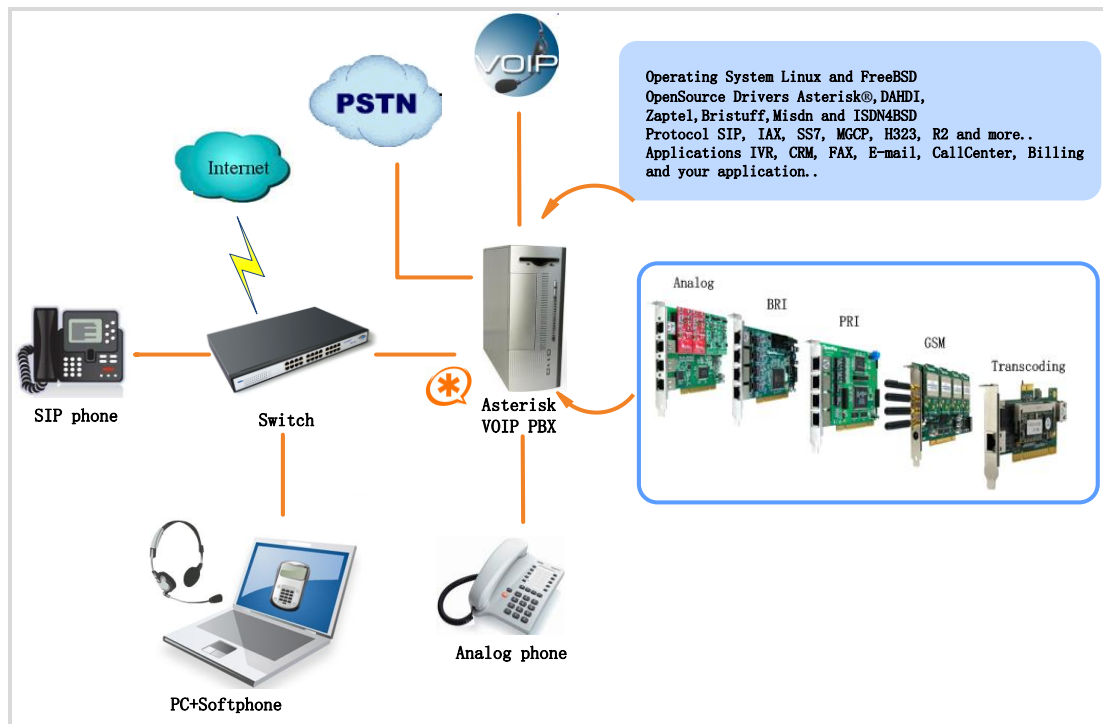 VOIP
PSTN
Internet
Operating System Linux and FreeBSD
OpenSource Drivers Asterisk®,DAHDI,
Zaptel,Bristuff,Misdn and ISDN4BSD
Protocol SIP, IAX, SS7, MGCP, H323, R2 and more..
Applications IVR, CRM, FAX, E-mail, CallCenter, Billing
and your application..
Analog
BRI
PRI
GSM
Transcoding
SIP phone
Switch
Asterisk
VOIP PBX
Analog phone
PC+Softphone